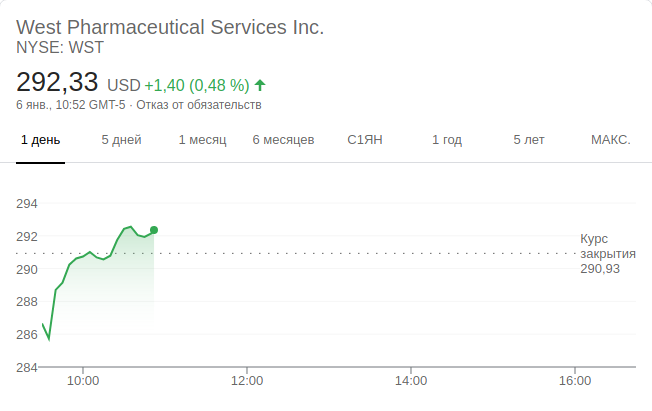 West Pharmaceutical Services Inc.
NYSE: WST
292,33 USD +1,40 (0,48 %)
6 янв., 10:52 GMT-5 · Отказ от обязательств
1 день 5 дней 1 месяц 6 месяцев С1ЯН 1 год 5 лет МАКС.
294
292
Курс
закрытия
290,93
290
288
286
284
10:00 12:00 14:00 16:00